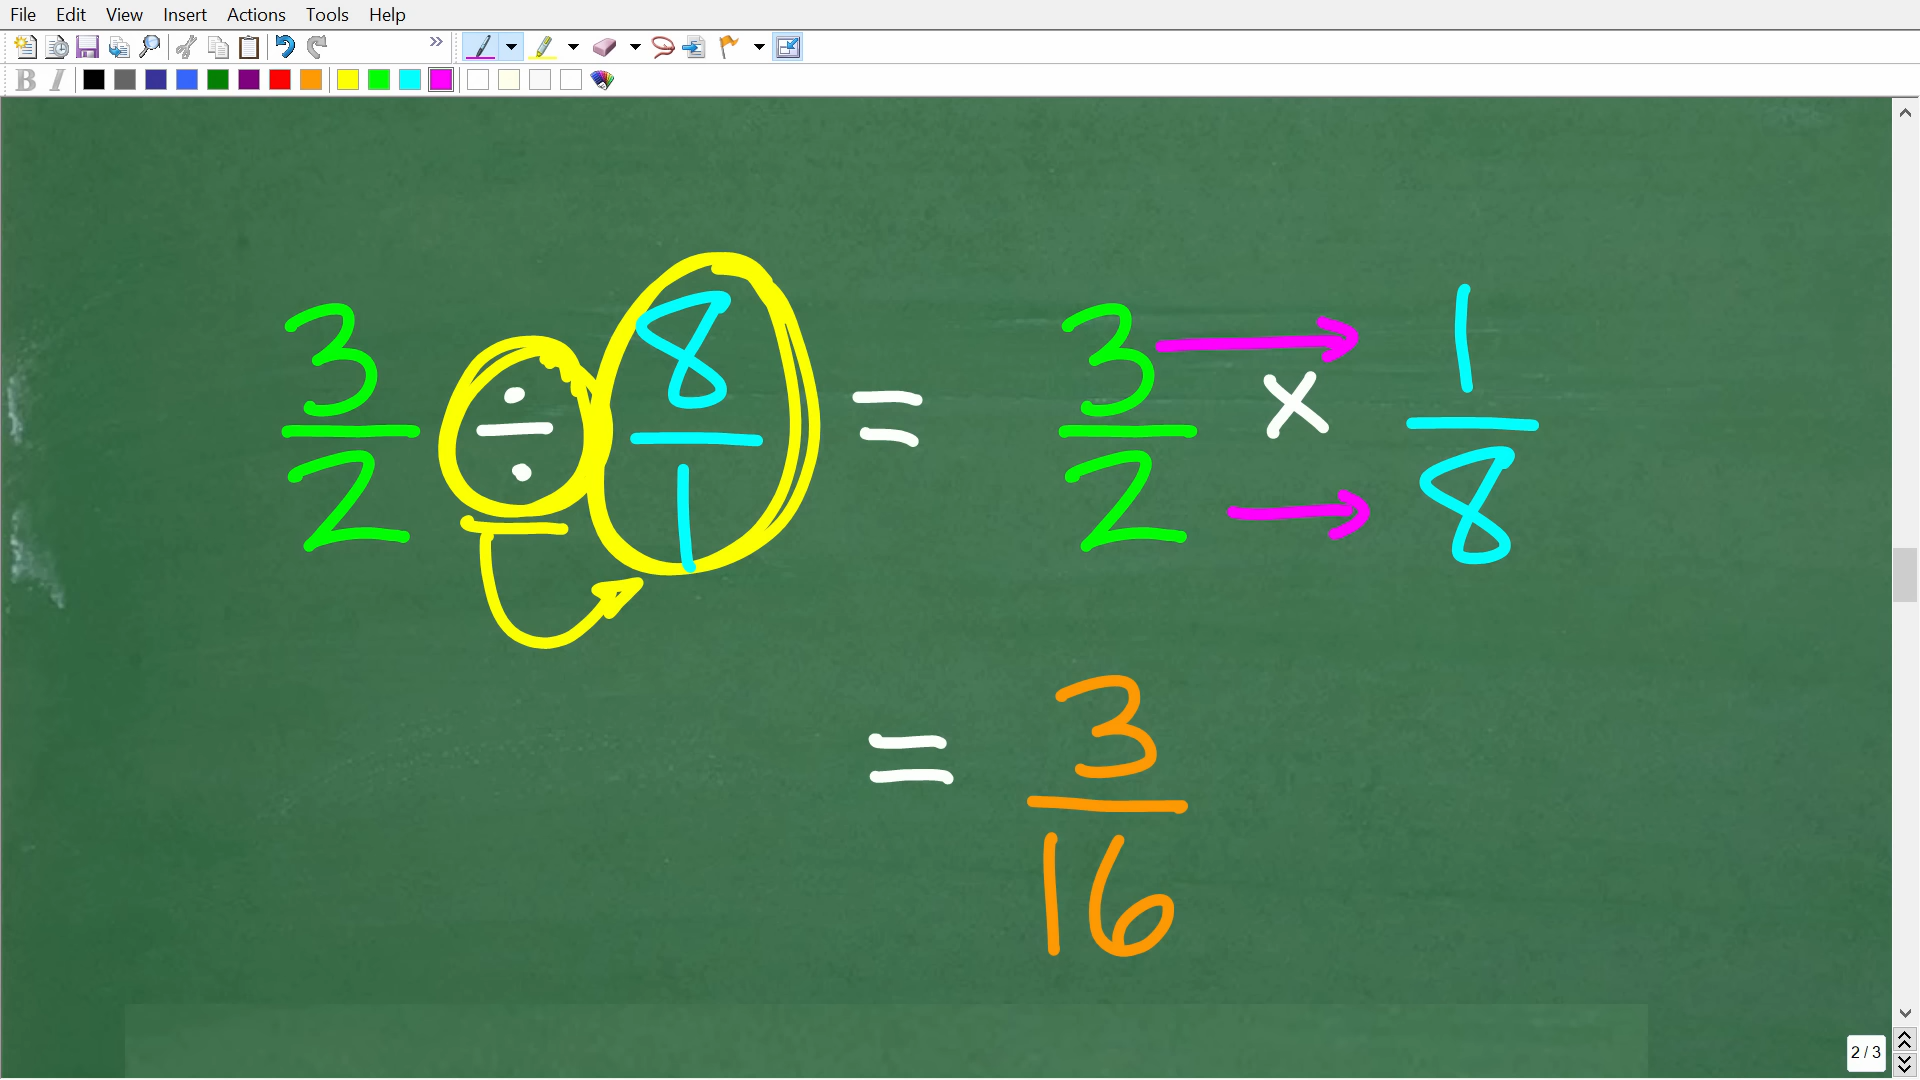 File Edit View Insert Actions Tools Help
B I
3/2 ÷ 8/1 = 3/2 × 1/8
= 3/16
2 / 3